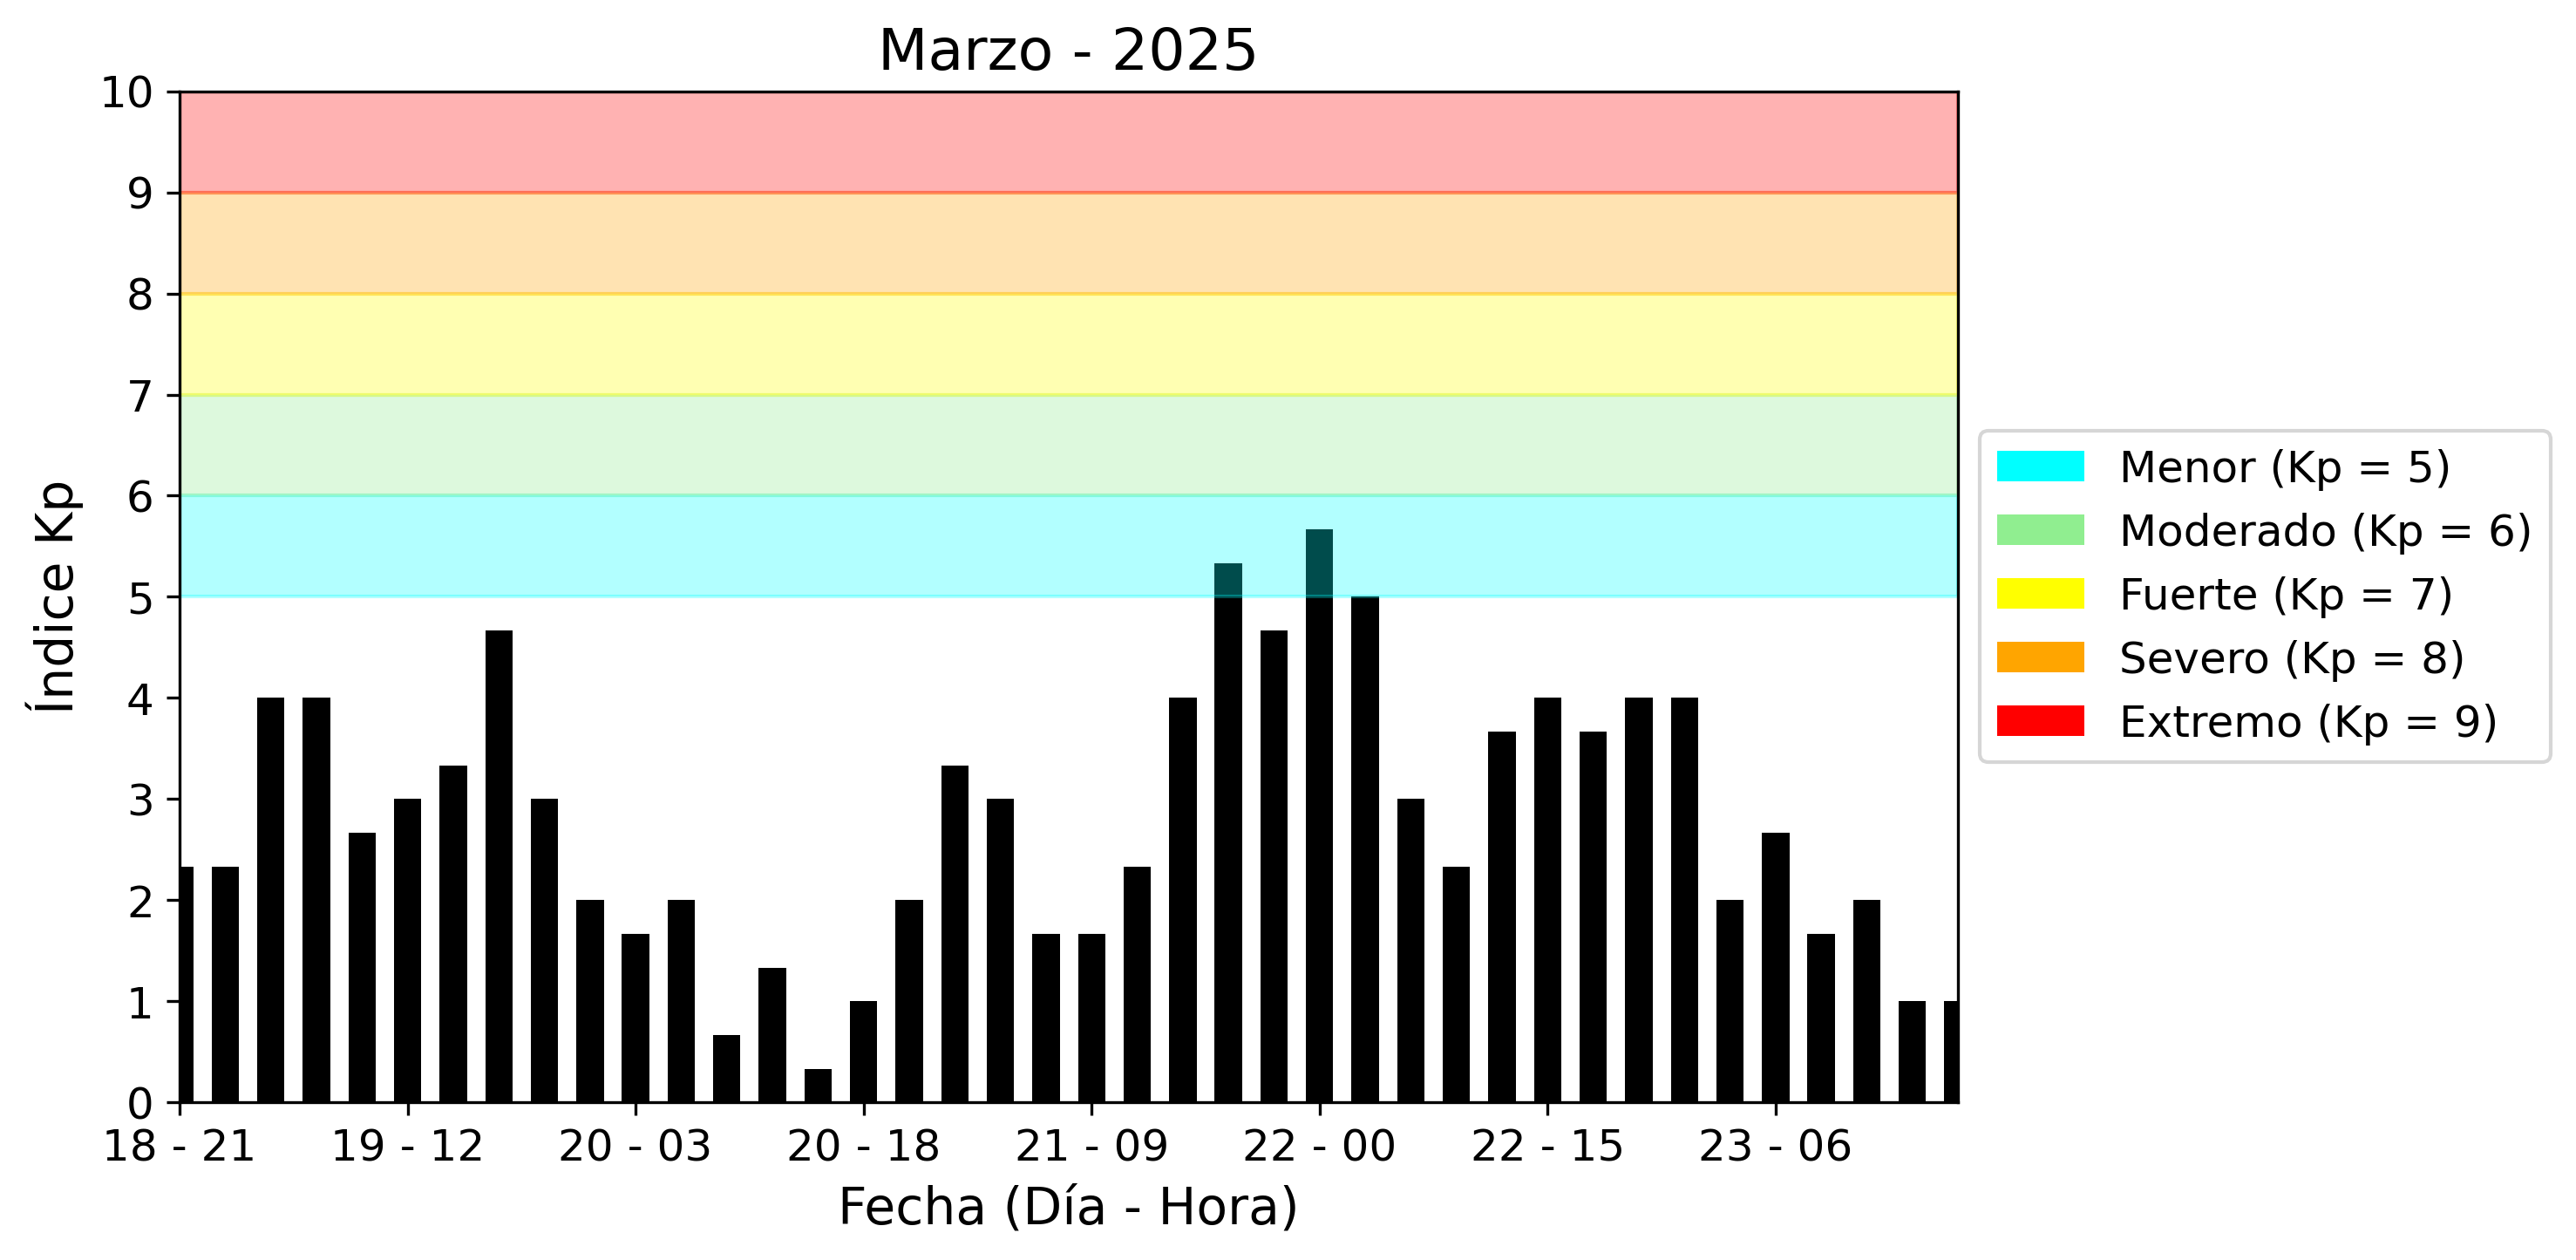 Marzo - 2025
Índice Kp
10
9
8
7
6
5
4
3
2
1
0
18 - 21 19 - 12 20 - 03 20 - 18 21 - 09 22 - 00 22 - 15 23 - 06
Fecha (Día - Hora)
Menor (Kp = 5)
Moderado (Kp = 6)
Fuerte (Kp = 7)
Severo (Kp = 8)
Extremo (Kp = 9)